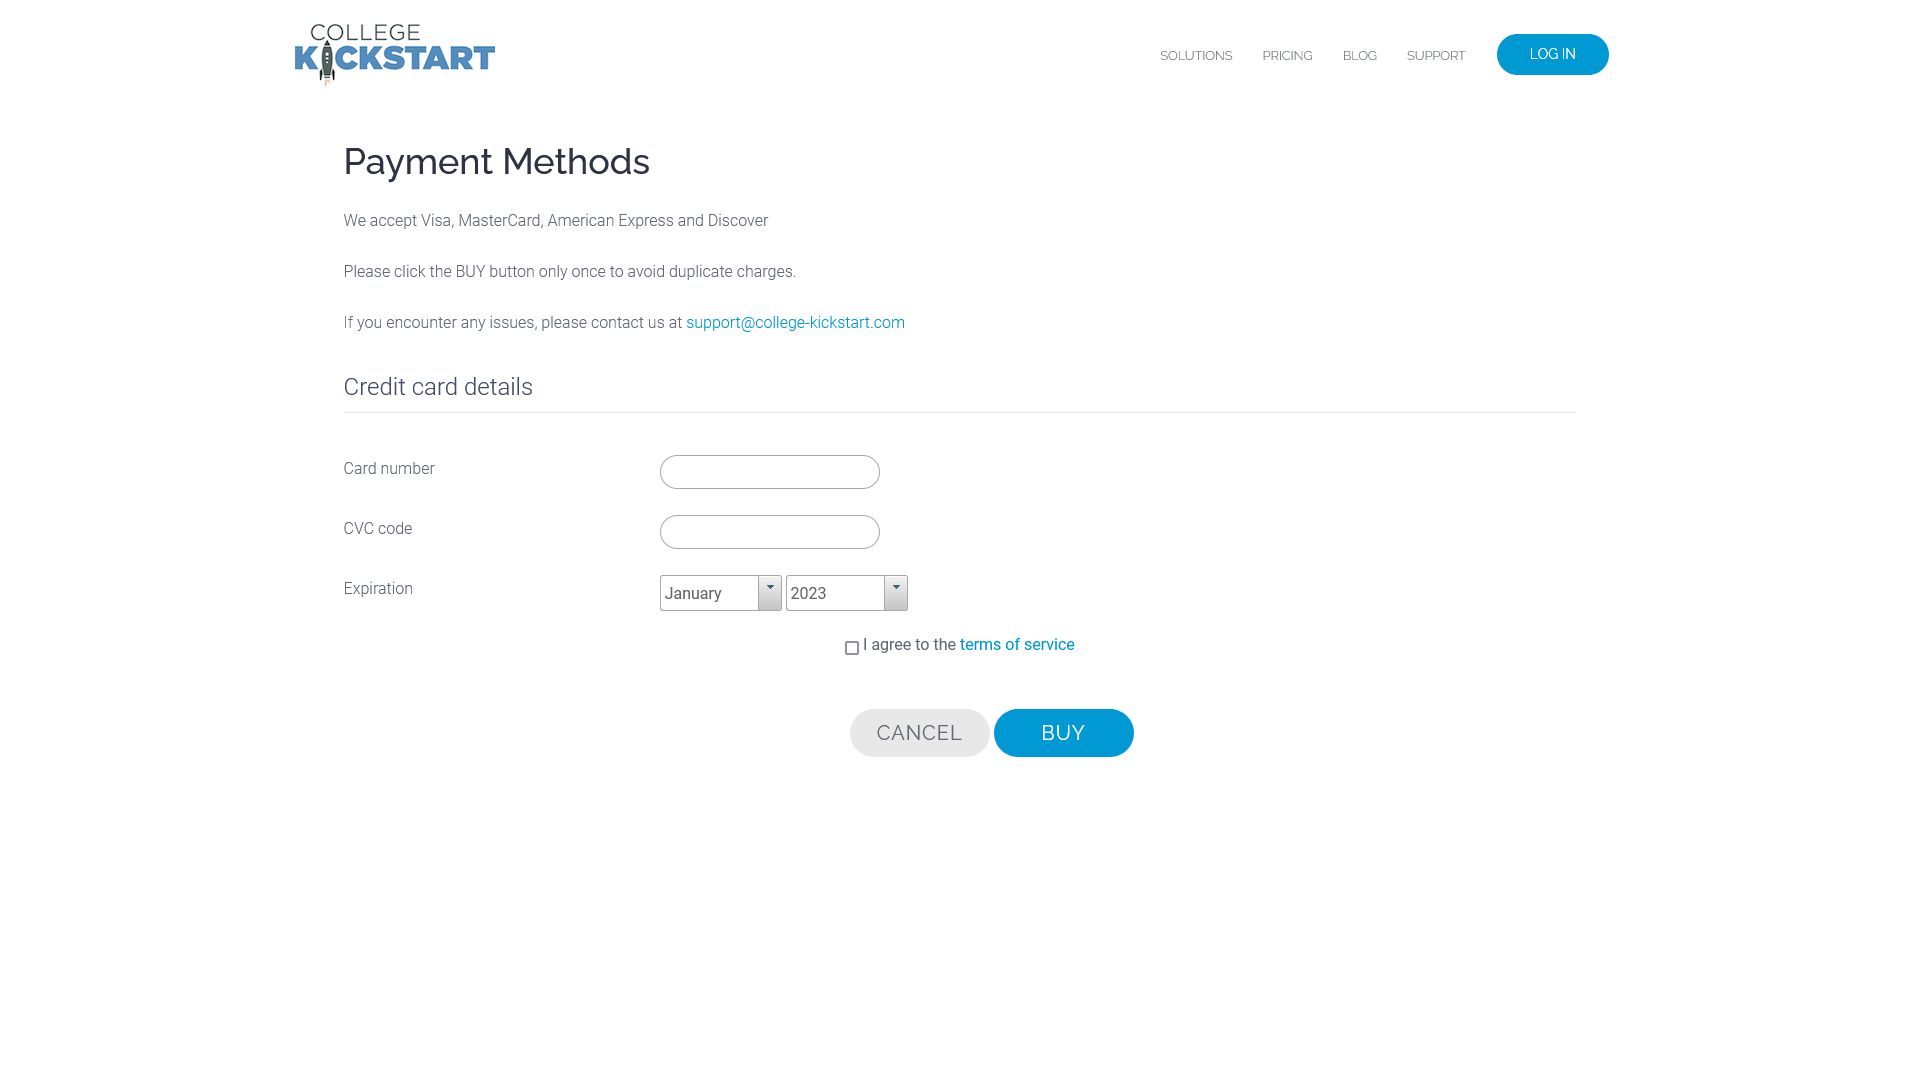 COLLEGE
KICKSTART
SOLUTIONS
PRICING
BLOG
SUPPORT
LOG IN
Payment Methods
We accept Visa, MasterCard, American Express and Discover
Please click the BUY button only once to avoid duplicate charges.
If you encounter any issues, please contact us at support@college-kickstart.com
Credit card details
Card number
CVC code
Expiration
January
2023
I agree to the terms of service
CANCEL
BUY